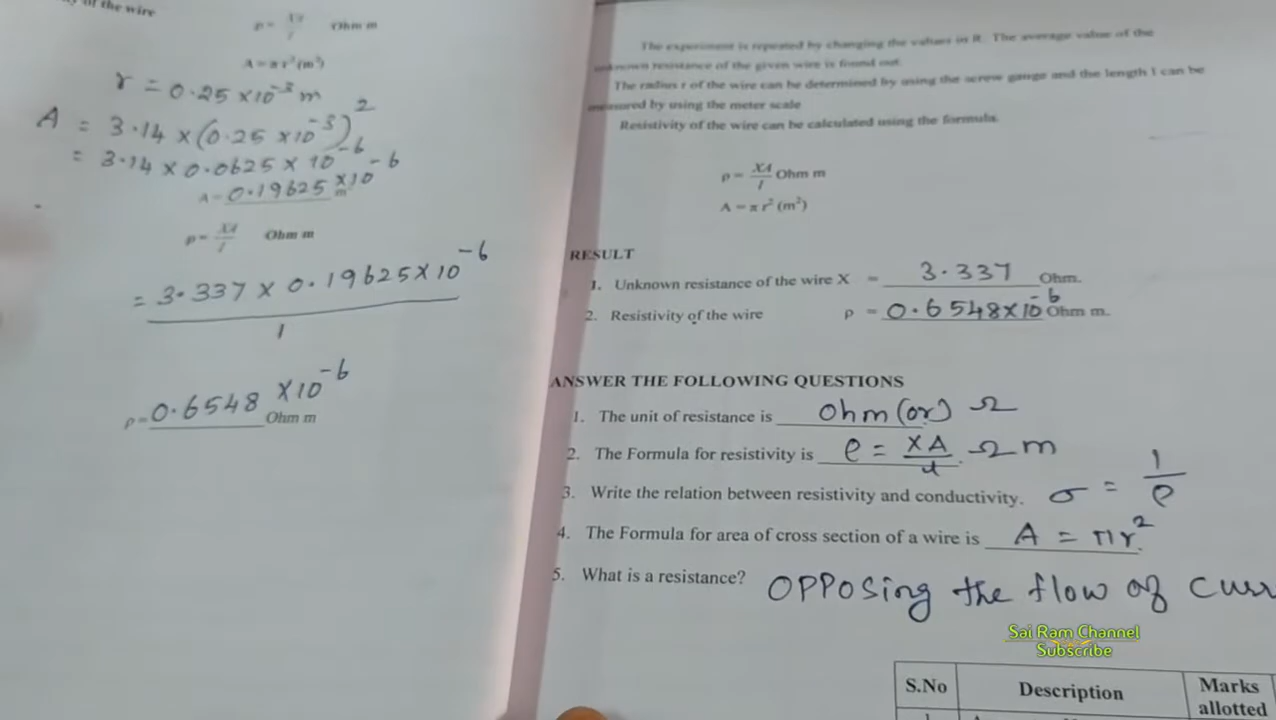 of the wire
ρ = XA/l Ohm m
A = π r² (m²)
r = 0.25 ×10⁻³ m
A = 3.14 × (0.25 ×10⁻³)²
= 3.14 × 0.0625 × 10⁻⁶
A = 0.19625 ×10⁻⁶ m
ρ = XA/l Ohm m
= 3.337 × 0.19625×10⁻⁶
1
ρ = 0.6548 ×10⁻⁶ Ohm m
The experiment is repeated by changing the values in R. The average value of the
unknown resistance of the given wire is found out.
The radius r of the wire can be determined by using the screw gauge and the length l can be
measured by using the meter scale
Resistivity of the wire can be calculated using the formula.
ρ = XA/l Ohm m
A = π r² (m²)
RESULT
1. Unknown resistance of the wire X = 3.337 Ohm.
2. Resistivity of the wire ρ = 0.6548×10⁻⁶ Ohm m.
ANSWER THE FOLLOWING QUESTIONS
1. The unit of resistance is Ohm (or) Ω
2. The Formula for resistivity is ρ = XA/l . Ω m
3. Write the relation between resistivity and conductivity. σ = 1/ρ
4. The Formula for area of cross section of a wire is A = πr².
5. What is a resistance? OPPOSing the flow of curr
Sai Ram Channel
Subscribe
S.No Description Marks
allotted
1